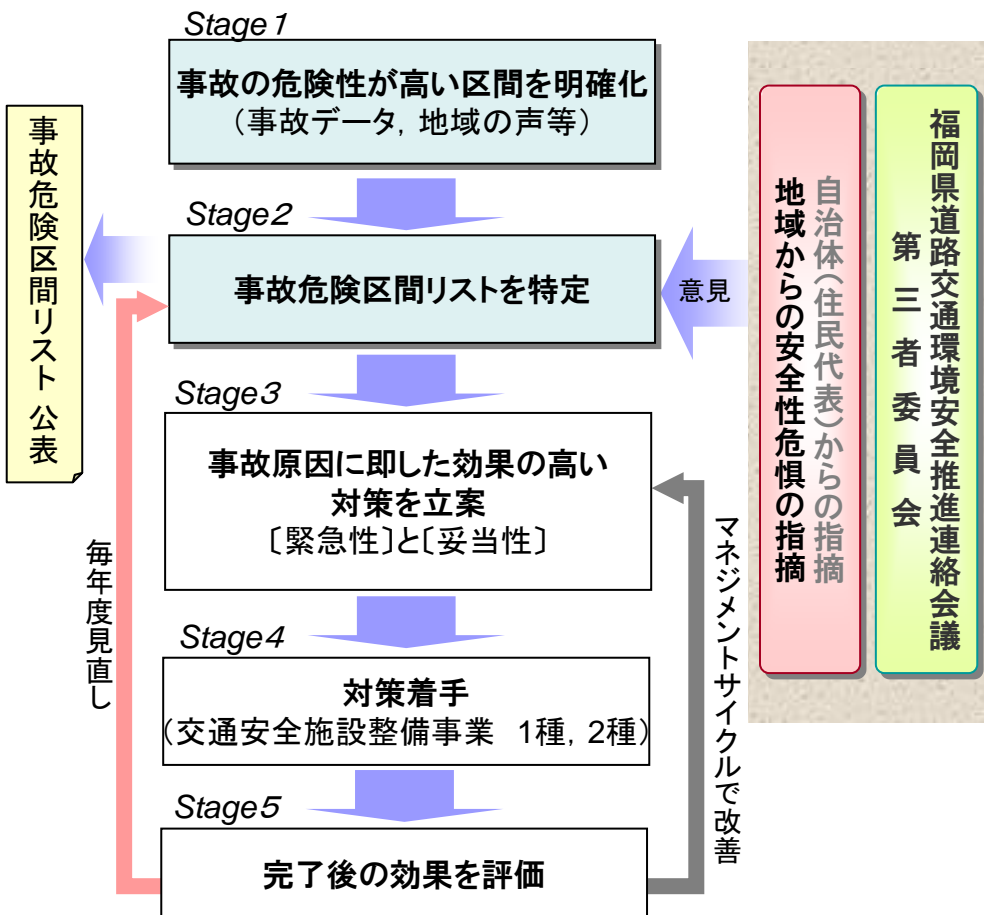 Stage1
事故の危険性が高い区間を明確化
（事故データ，地域の声等）
Stage2
事故危険区間リストを特定
意見
事故危険区間リスト 公表
Stage3
事故原因に即した効果の高い
対策を立案
〔緊急性〕と〔妥当性〕
Stage4
対策着手
（交通安全施設整備事業　1種，2種）
Stage5
完了後の効果を評価
毎年度見直し
マネジメントサイクルで改善
福岡県道路交通環境安全推進連絡会議
第三者委員会
自治体（住民代表）からの指摘
地域からの安全性危惧の指摘